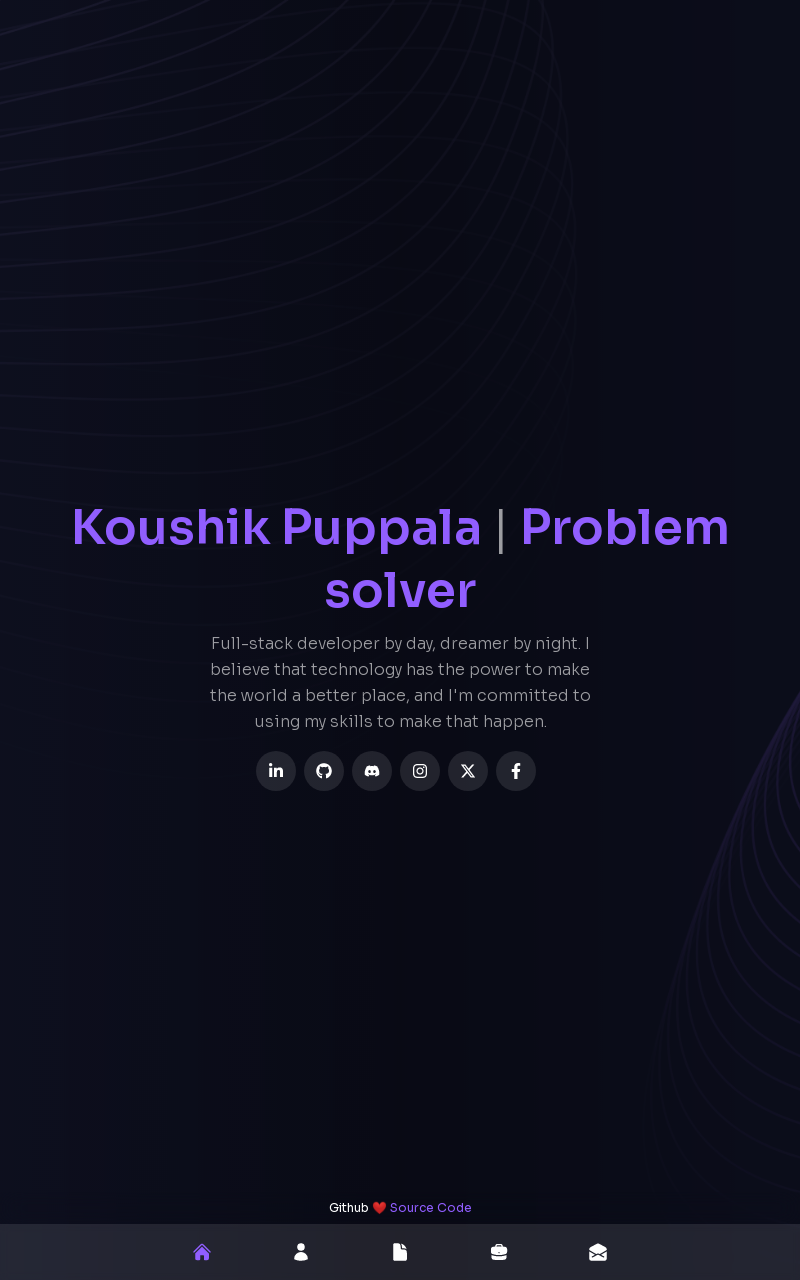 Koushik Puppala | Problem
solver
Full-stack developer by day, dreamer by night. I
believe that technology has the power to make
the world a better place, and I'm committed to
using my skills to make that happen.
Github ❤️ Source Code